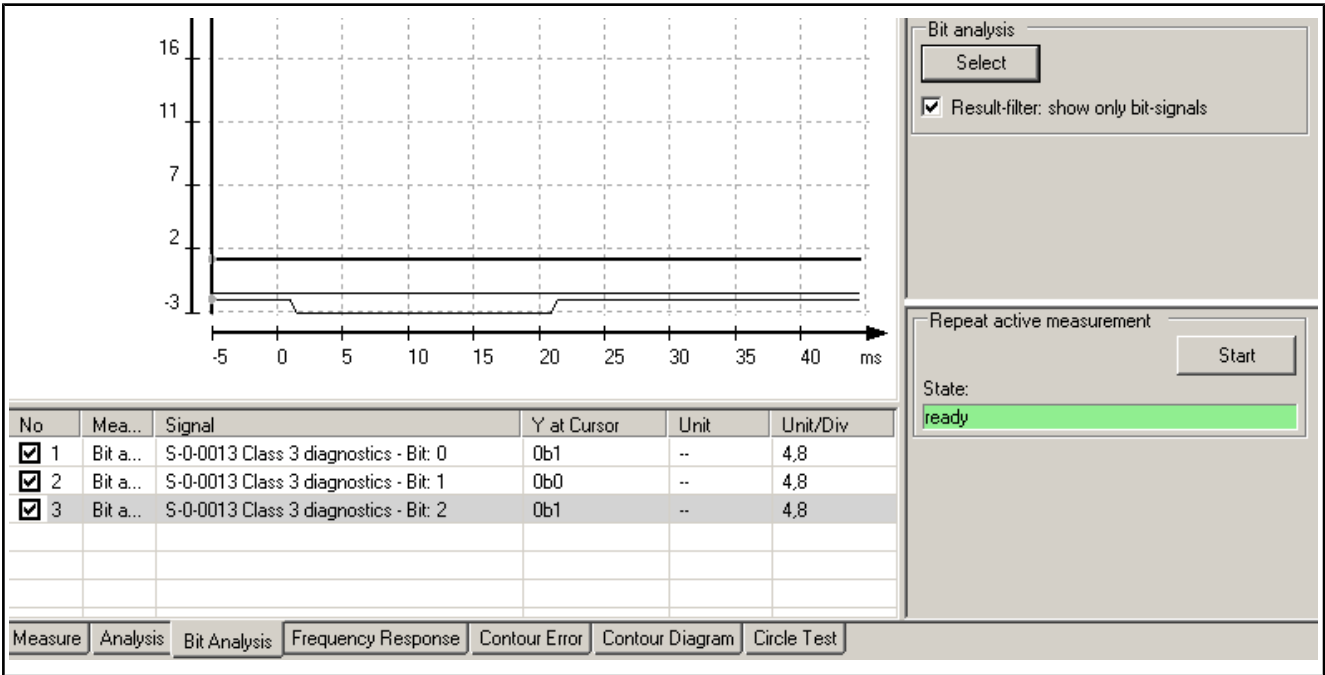 16
11
7
2
-3
-5 0 5 10 15 20 25 30 35 40 ms
Bit analysis
Select
Result-filter: show only bit-signals
Repeat active measurement
Start
State:
ready
No Mea... Signal Y at Cursor Unit Unit/Div
1 Bit a... S-0-0013 Class 3 diagnostics - Bit: 0 0b1 -- 4,8
2 Bit a... S-0-0013 Class 3 diagnostics - Bit: 1 0b0 -- 4,8
3 Bit a... S-0-0013 Class 3 diagnostics - Bit: 2 0b1 -- 4,8
Measure Analysis Bit Analysis Frequency Response Contour Error Contour Diagram Circle Test